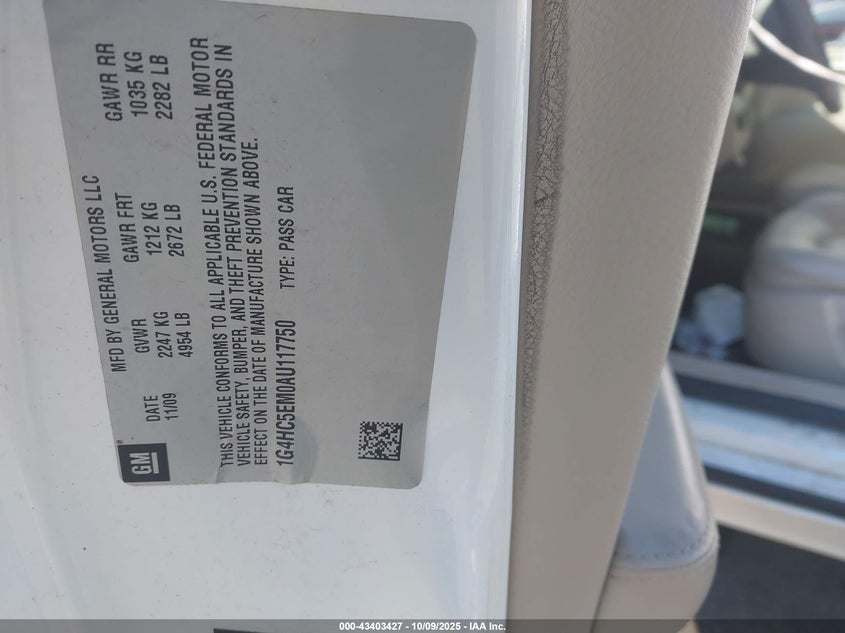 MFD BY GENERAL MOTORS LLC
DATE GVWR GAWR FRT GAWR RR
11/09 2247 KG 1212 KG 1035 KG
4954 LB 2672 LB 2282 LB
THIS VEHICLE CONFORMS TO ALL APPLICABLE U.S. FEDERAL MOTOR
VEHICLE SAFETY, BUMPER, AND THEFT PREVENTION STANDARDS IN
EFFECT ON THE DATE OF MANUFACTURE SHOWN ABOVE.
1G4HC5EM0AU117750 TYPE: PASS CAR
GM
000-43403427 - 10/09/2025 - IAA Inc.